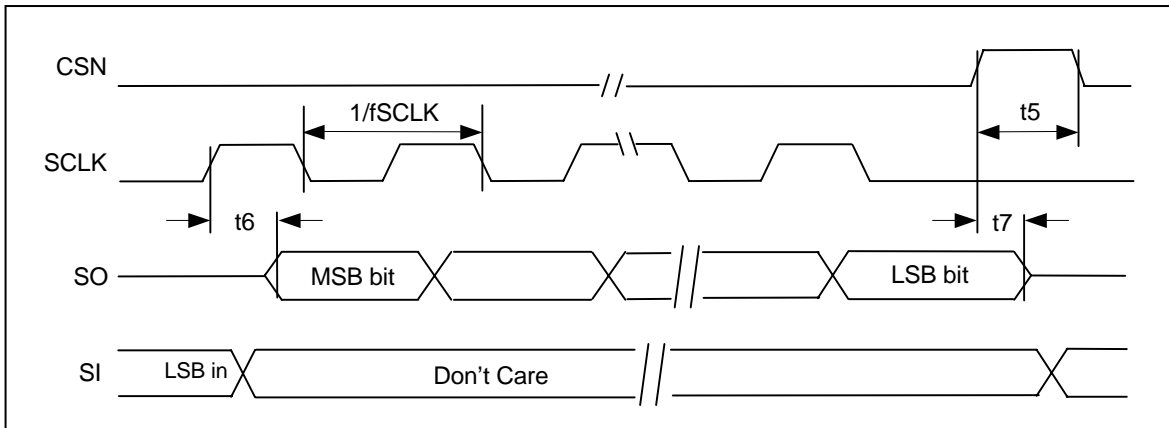 CSN
t5
1/fSCLK
SCLK
t6
t7
SO
MSB bit
LSB bit
SI
LSB in
Don't Care